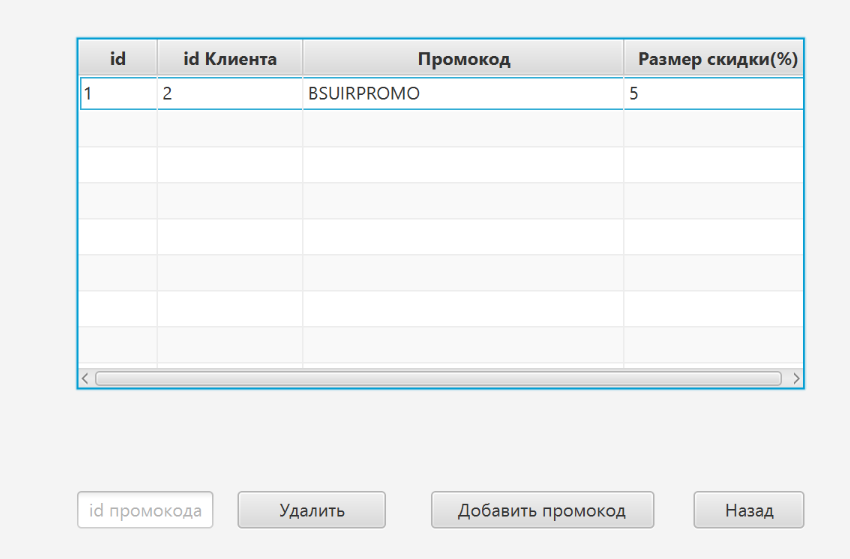 id id Клиента Промокод Размер скидки(%)
1 2 BSUIRPROMO 5
id промокода Удалить Добавить промокод Назад